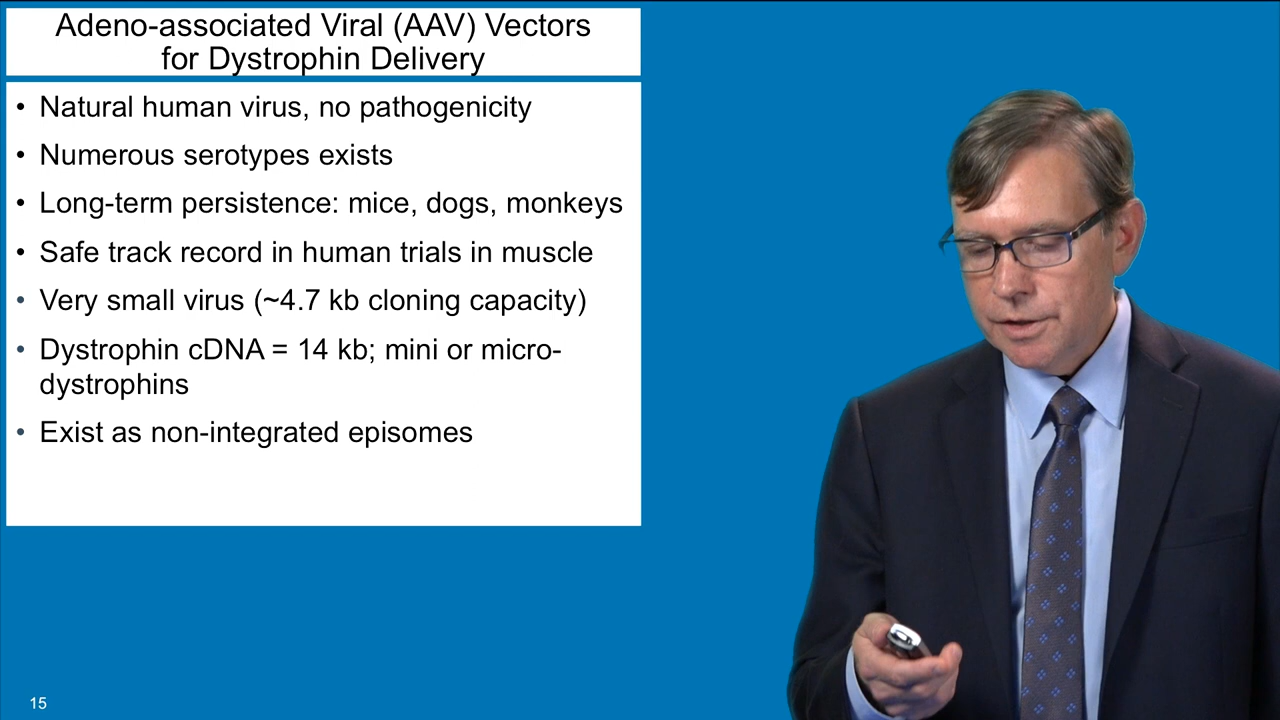 Adeno-associated Viral (AAV) Vectors
for Dystrophin Delivery
• Natural human virus, no pathogenicity
• Numerous serotypes exists
• Long-term persistence: mice, dogs, monkeys
• Safe track record in human trials in muscle
• Very small virus (~4.7 kb cloning capacity)
• Dystrophin cDNA = 14 kb; mini or micro-
dystrophins
• Exist as non-integrated episomes
15